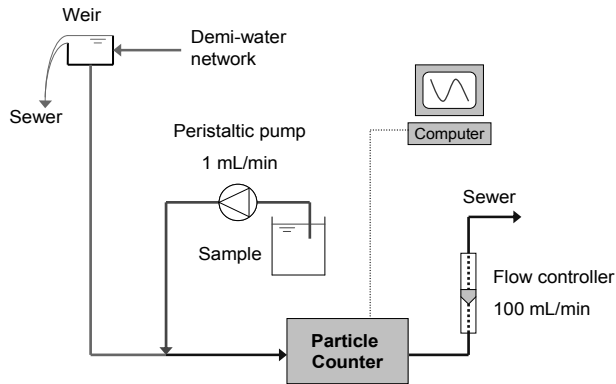 Weir
Demi-water
network
Sewer
Computer
Peristaltic pump
1 mL/min
Sewer
Sample
Flow controller
100 mL/min
Particle
Counter